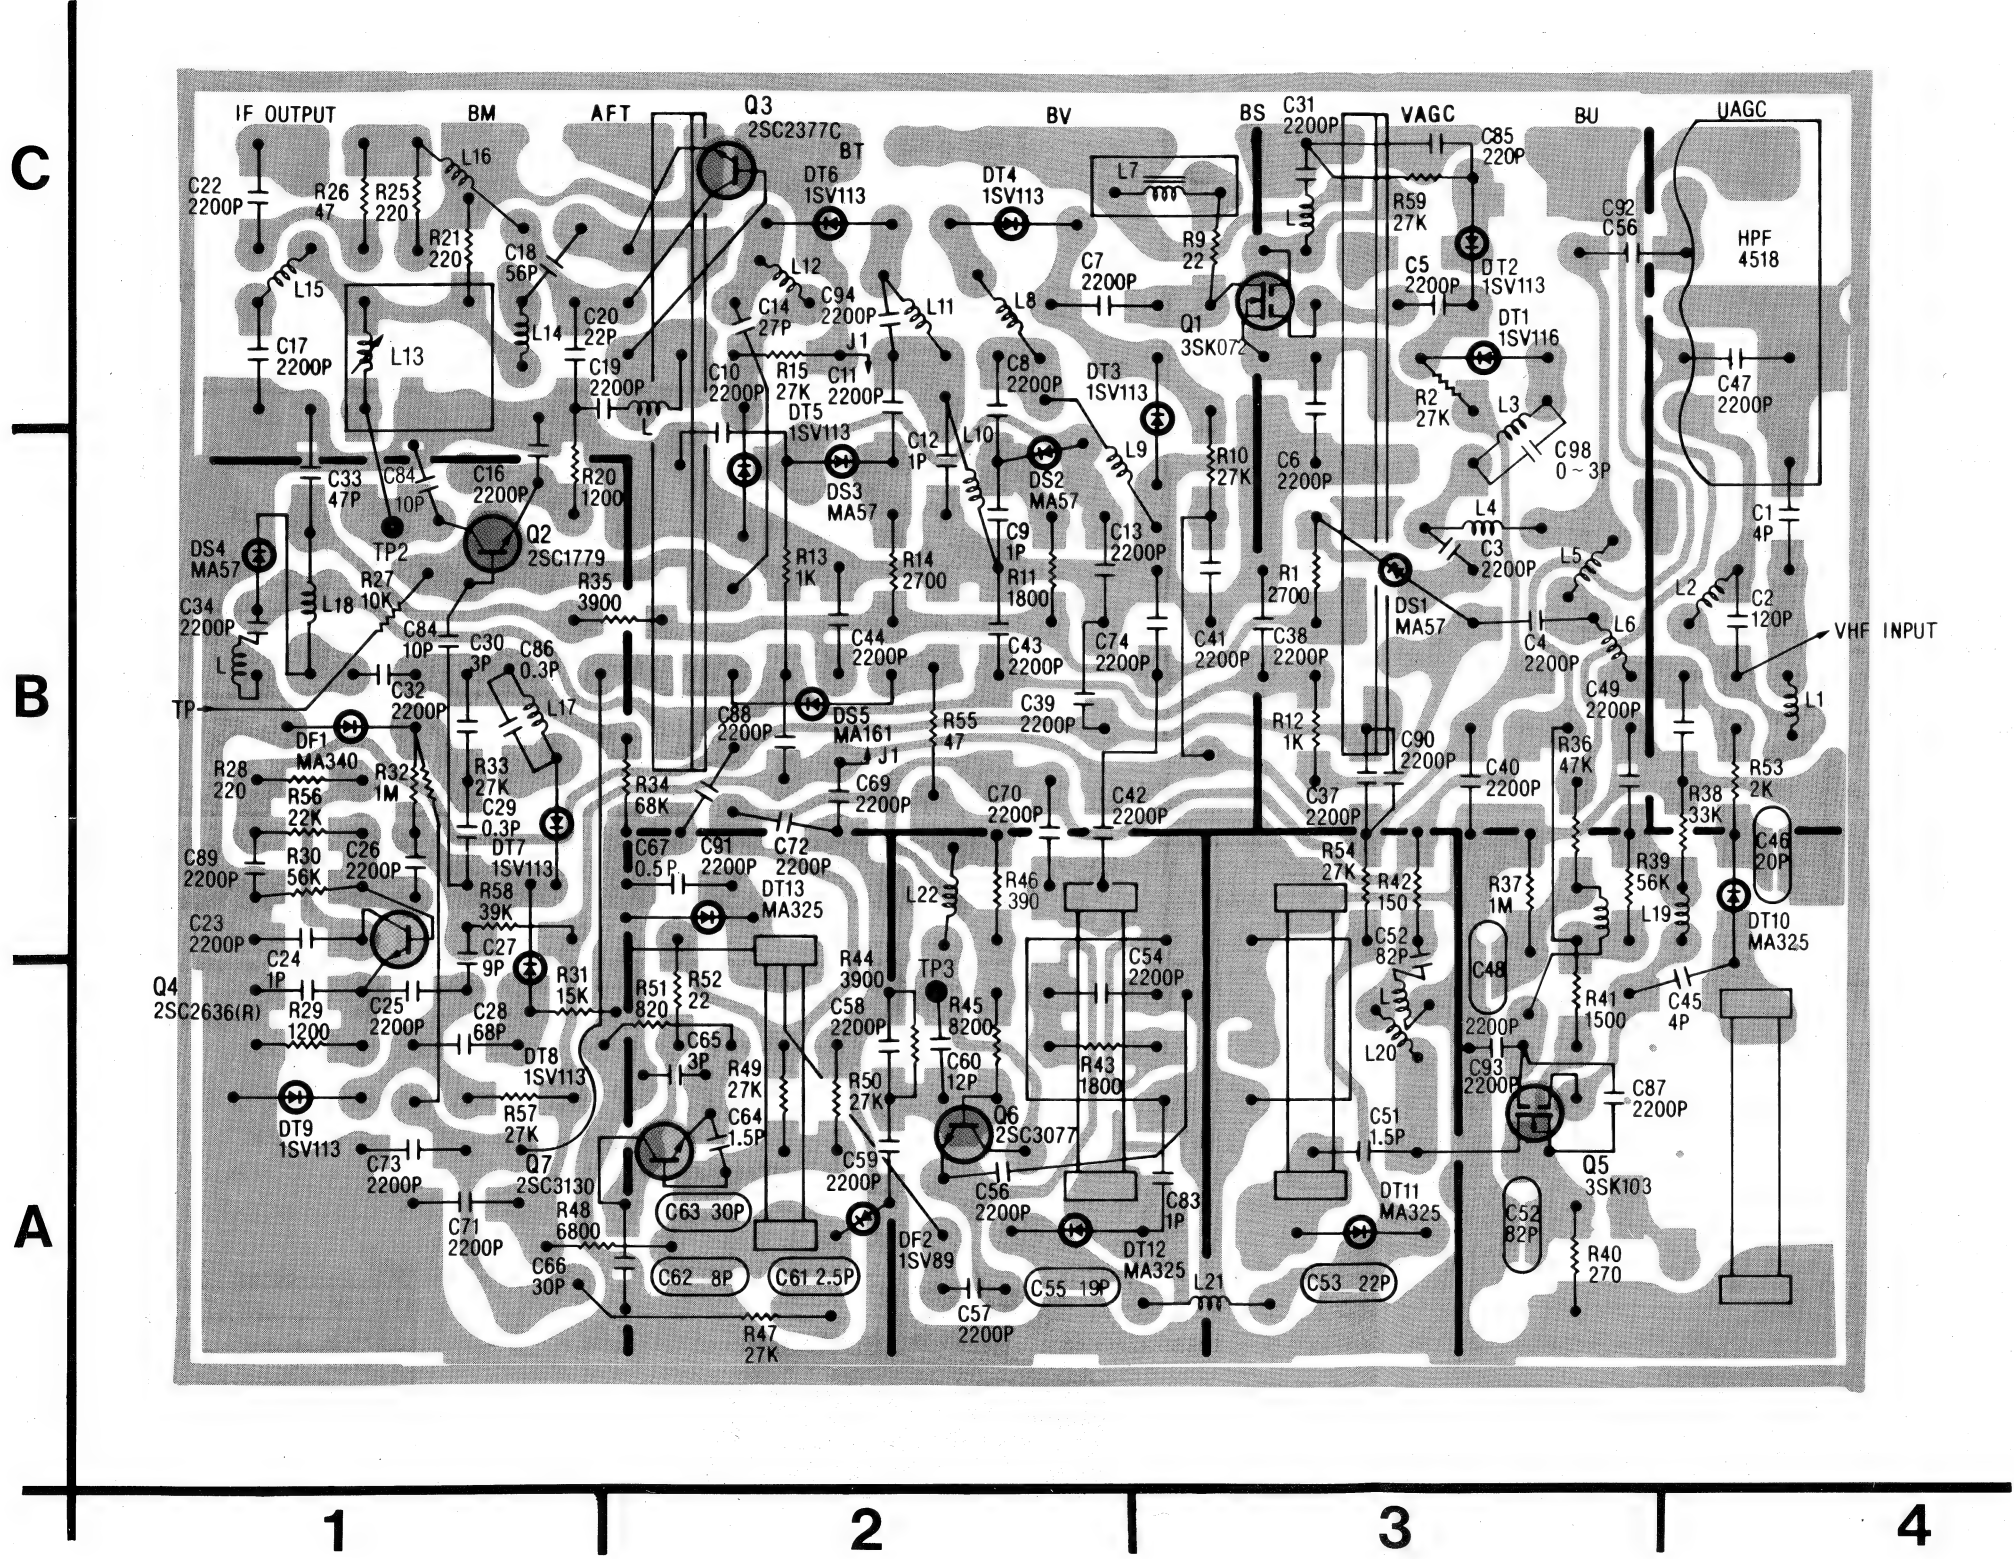 IF OUTPUT
BM
AFT
Q3
2SC2377C
BT
BV
BS
C31
2200P
VAGC
BU
UAGC
C
C22
2200P
R26
47
R25
220
L16
R21
220
C18
56P
DT6
1SV113
DT4
1SV113
L7
L
C85
220P
R59
27K
C92
C56
HPF
4518
L15
L14
C20
22P
L12
C14
27P
C94
2200P
L11
L8
C7
2200P
R9
22
Q1
3SK072
C5
2200P
DT2
1SV113
DT1
1SV116
C17
2200P
L13
C19
2200P
L
C10
2200P
R15
27K
J1
C11
2200P
C8
2200P
DT3
1SV113
R2
27K
L3
C47
2200P
DT5
1SV113
C12
1P
L10
L9
R10
27K
C6
2200P
C98
0~3P
C33
47P
C84
10P
C16
2200P
R20
1200
DS3
MA57
DS2
MA57
L4
C1
4P
DS4
MA57
TP2
Q2
2SC1779
R13
1K
R14
2700
C9
1P
C13
2200P
R11
1800
R1
2700
C3
2200P
L5
L2
C2
120P
R27
10K
R35
3900
L18
DS1
MA57
C34
2200P
L
C84
10P
C30
3P
C86
0.3P
C44
2200P
C43
2200P
C74
2200P
C41
2200P
C38
2200P
C4
2200P
L6
VHF INPUT
B
TP
C32
2200P
L17
C88
2200P
DS5
MA161
J1
R55
47
C39
2200P
R12
1K
C49
2200P
L1
DF1
MA340
R28
220
R32
1M
R33
27K
R34
68K
C69
2200P
C90
2200P
C40
2200P
R36
47K
R53
2K
R56
22K
C29
0.3P
C70
2200P
C42
2200P
C37
2200P
R38
33K
C46
20P
C89
2200P
R30
56K
C26
2200P
DT7
1SV113
C67
0.5P
C91
2200P
C72
2200P
R54
27K
R42
150
R37
1M
R39
56K
R58
39K
DT13
MA325
L22
R46
390
L19
DT10
MA325
C23
2200P
C24
1P
C27
9P
C52
82P
C48
Q4
2SC2636(R)
R29
1200
C25
2200P
C28
68P
R31
15K
R51
820
R52
22
R44
3900
C58
2200P
TP3
R45
8200
C54
2200P
L
L20
2200P
R41
1500
C45
4P
DT8
1SV113
C65
3P
R49
27K
R50
27K
C60
12P
R43
1800
C93
2200P
C87
2200P
DT9
1SV113
R57
27K
C64
1.5P
Q6
2SC3077
C51
1.5P
C73
2200P
Q7
2SC3130
C59
2200P
C56
2200P
C83
1P
DT11
MA325
Q5
3SK103
A
C71
2200P
R48
6800
C63 30P
DF2
1SV89
DT12
MA325
C52
82P
C66
30P
C62 8P
C61 2.5P
C55 19P
L21
C53 22P
R40
270
C57
2200P
R47
27K
1
2
3
4